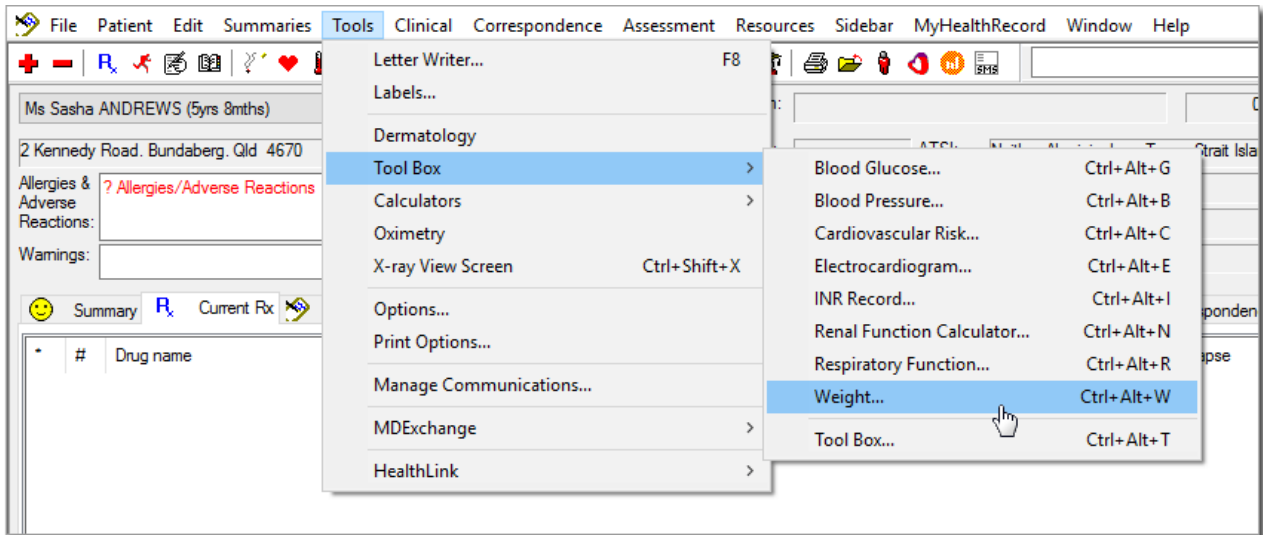 File Patient Edit Summaries Tools Clinical Correspondence Assessment Resources Sidebar MyHealthRecord Window Help
SMS
Ms Sasha ANDREWS (5yrs 8mths)
2 Kennedy Road. Bundaberg. Qld 4670
Allergies & Adverse Reactions:
? Allergies/Adverse Reactions
Warnings:
Summary Rx Current Rx
* # Drug name
Letter Writer... F8
Labels...
Dermatology
Tool Box >
Calculators >
Oximetry
X-ray View Screen Ctrl+Shift+X
Options...
Print Options...
Manage Communications...
MDExchange >
HealthLink >
Strait Isla
Blood Glucose... Ctrl+Alt+G
Blood Pressure... Ctrl+Alt+B
Cardiovascular Risk... Ctrl+Alt+C
Electrocardiogram... Ctrl+Alt+E
INR Record... Ctrl+Alt+I
Renal Function Calculator... Ctrl+Alt+N
Respiratory Function... Ctrl+Alt+R
Weight... Ctrl+Alt+W
Tool Box... Ctrl+Alt+T
sponden
apse